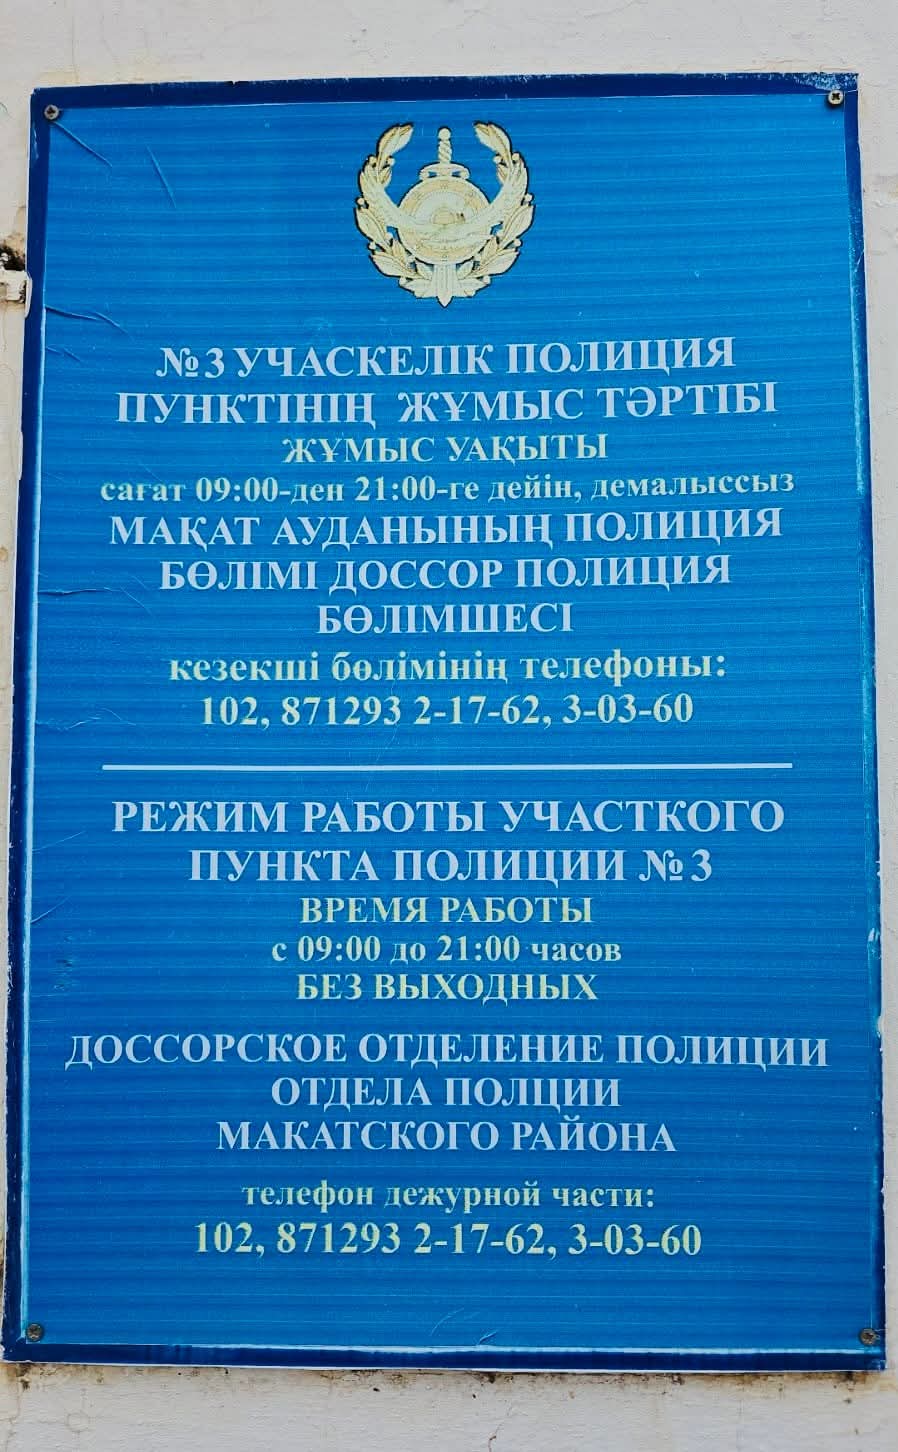 №3 УЧАСКЕЛІК ПОЛИЦИЯ
ПУНКТІНІҢ ЖҰМЫС ТӘРТІБІ
ЖҰМЫС УАҚЫТЫ
сағат 09:00-ден 21:00-ге дейін, демалыссыз
МАҚАТ АУДАНЫНЫҢ ПОЛИЦИЯ
БӨЛІМІ ДОССОР ПОЛИЦИЯ
БӨЛІМШЕСІ
кезекші бөлімінің телефоны:
102, 871293 2-17-62, 3-03-60
РЕЖИМ РАБОТЫ УЧАСТКОГО
ПУНКТА ПОЛИЦИИ №3
ВРЕМЯ РАБОТЫ
с 09:00 до 21:00 часов
БЕЗ ВЫХОДНЫХ
ДОССОРСКОЕ ОТДЕЛЕНИЕ ПОЛИЦИИ
ОТДЕЛА ПОЛЦИИ
МАКАТСКОГО РАЙОНА
телефон дежурной части:
102, 871293 2-17-62, 3-03-60